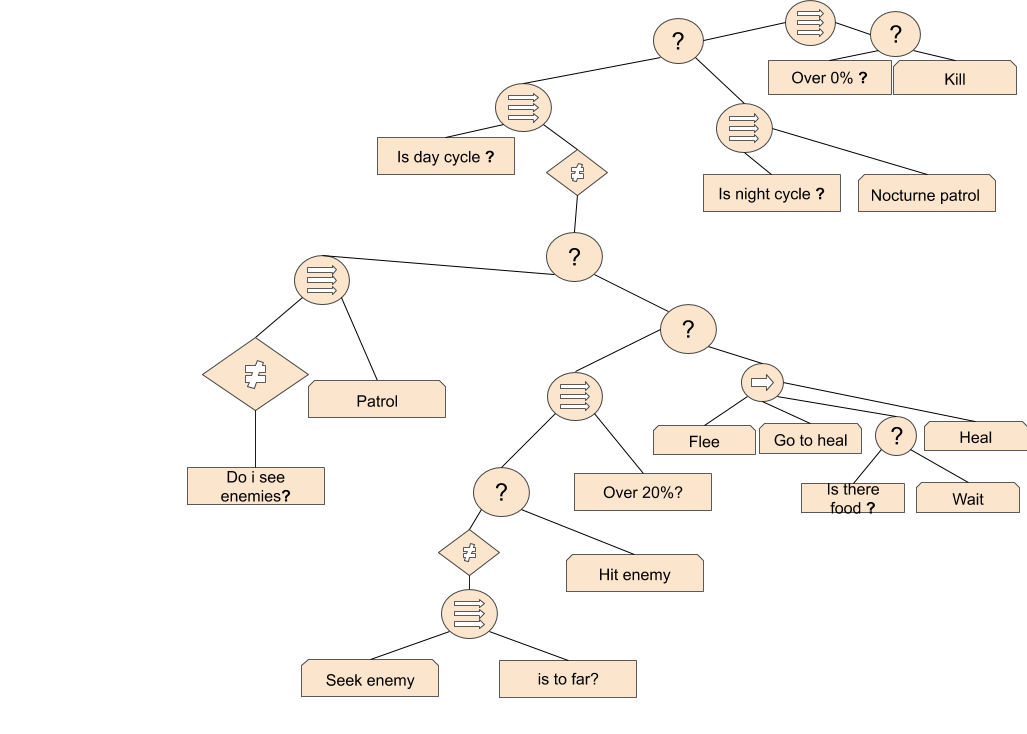 ?
?
Over 0% ?
Kill
Is day cycle ?
≠
Is night cycle ?
Nocturne patrol
?
?
≠
Patrol
Flee
Go to heal
?
Heal
Do i see
enemies?
?
Over 20%?
Is there
food ?
Wait
≠
Hit enemy
Seek enemy
is to far?